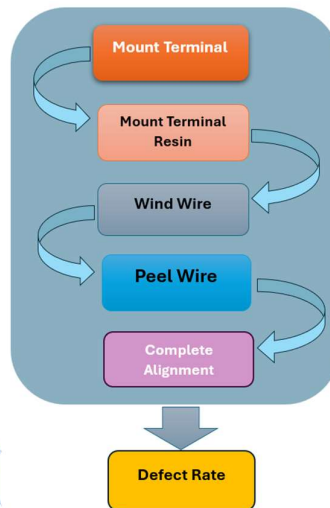 Mount Terminal
Mount Terminal
Resin
Wind Wire
Peel Wire
Complete
Alignment
Defect Rate